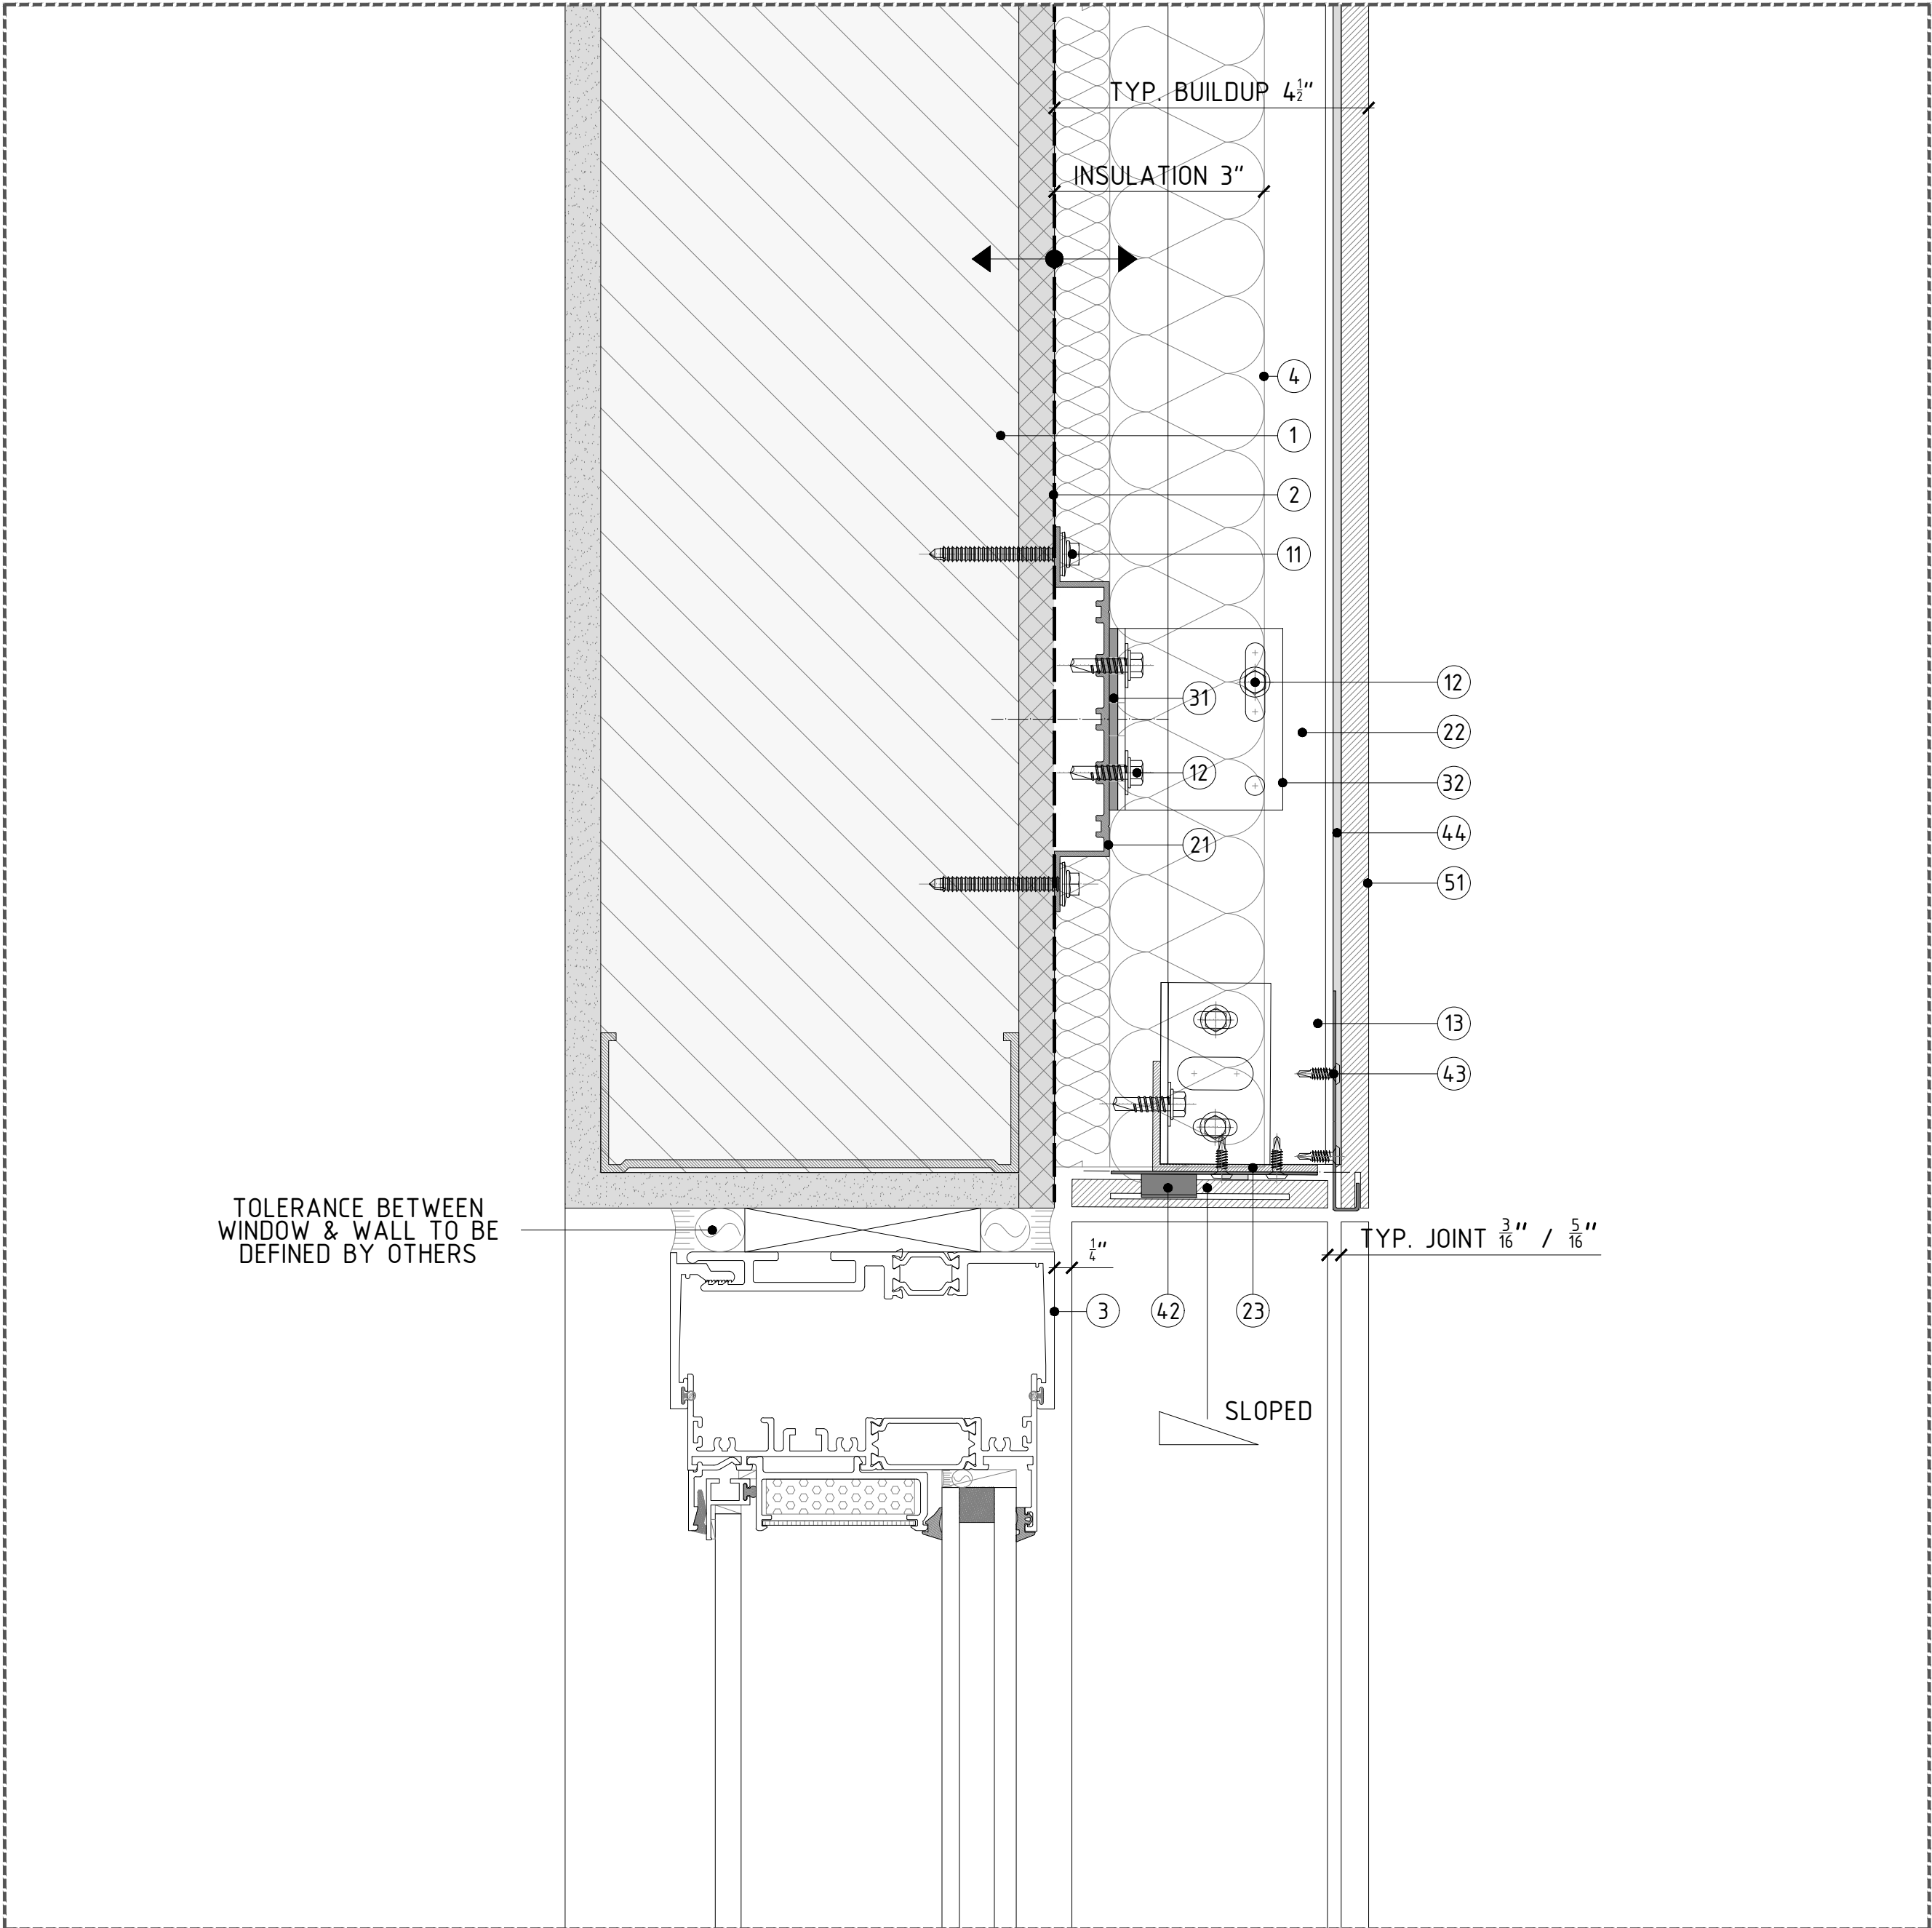 TYP. BUILDUP 4½"
INSULATION 3"
4
1
2
11
12
31
22
12
32
44
21
51
13
43
TOLERANCE BETWEEN
WINDOW & WALL TO BE
DEFINED BY OTHERS
TYP. JOINT 3/16" / 5/16"
¼"
3
42
23
SLOPED